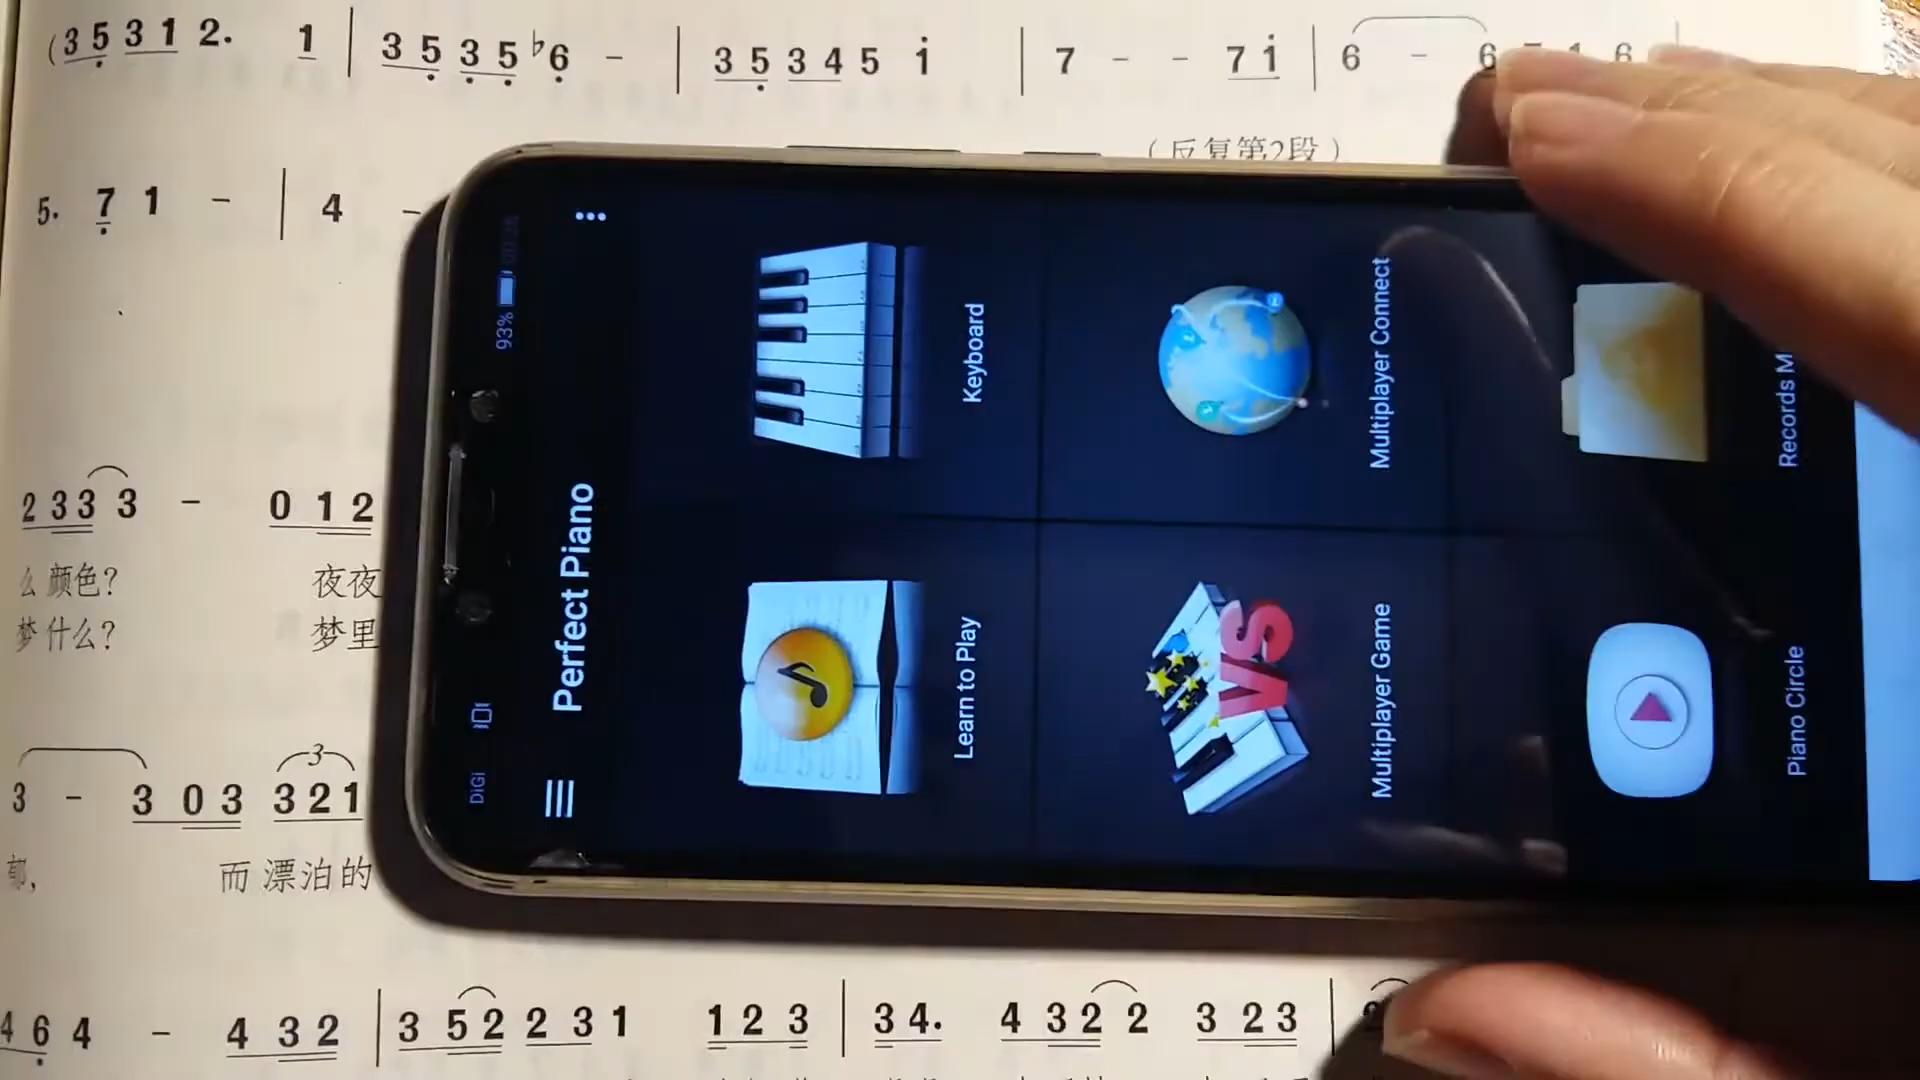 (3 5 3 1 2. 1 | 3 5 3 5 ♭6 - | 3 5 3 4 5 i | 7 - - 7 i | 6 - 6
(反复第2段)
5. 7 1 - | 4 -
2 3 3 3 - 0 1 2
么颜色? 夜夜
梦什么? 梦里
3 - 3 0 3 3 2 1
3
郁, 而漂泊的
4 6 4 - 4 3 2 | 3 5 2 2 3 1 1 2 3 | 3 4. 4 3 2 2 3 2 3 |
DiGi
93%
Perfect Piano
Learn to Play
Keyboard
Multiplayer Game
Multiplayer Connect
Piano Circle
Records M